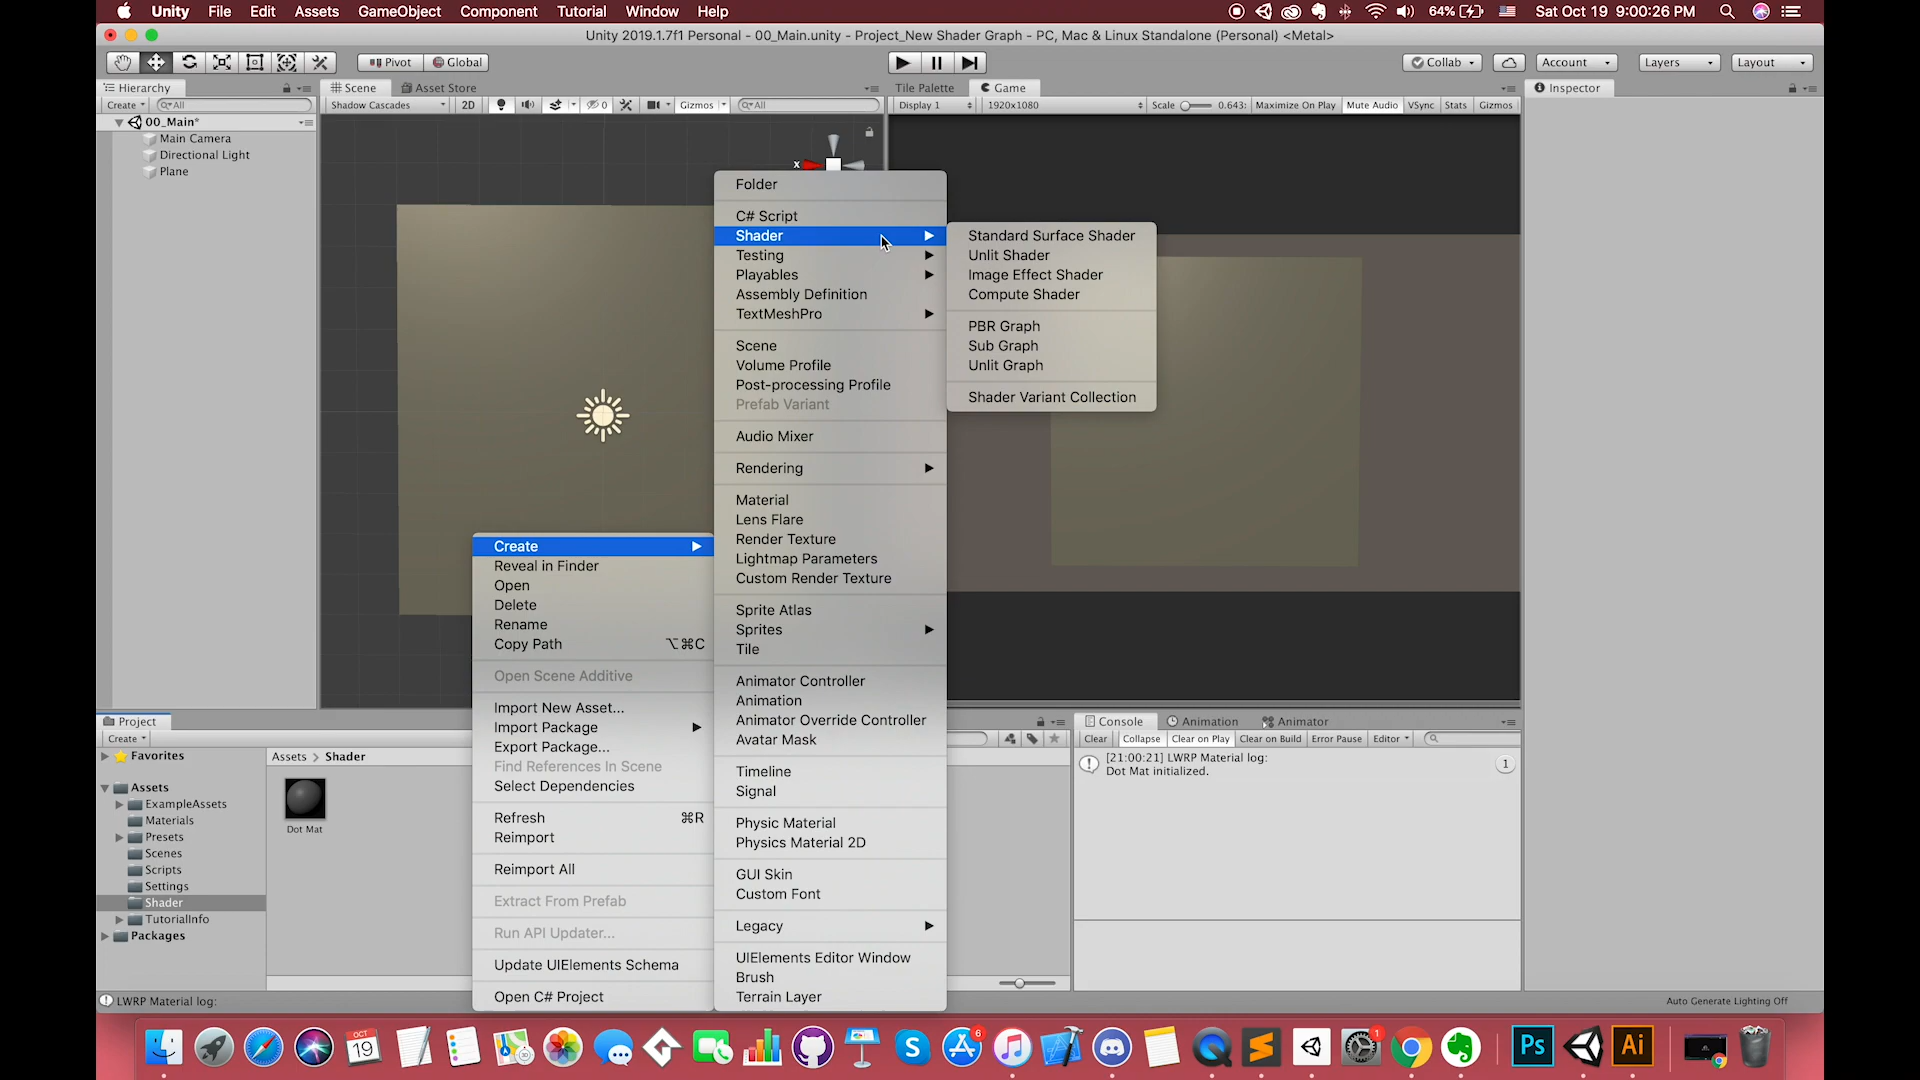 Unity File Edit Assets GameObject Component Tutorial Window Help 64% Sat Oct 19 9:00:26 PM
Unity 2019.1.7f1 Personal - 00_Main.unity - Project_New Shader Graph - PC, Mac & Linux Standalone (Personal) <Metal>
Pivot Global Collab Account Layers Layout
Hierarchy Scene Asset Store Tile Palette Game Inspector
Create All Shadow Cascades 2D 0 Gizmos All Display 1 1920x1080 Scale 0.643: Maximize On Play Mute Audio VSync Stats Gizmos
00_Main*
Main Camera
Directional Light
Plane
x
Folder
C# Script
Shader
Testing
Playables
Assembly Definition
TextMeshPro
Scene
Volume Profile
Post-processing Profile
Prefab Variant
Audio Mixer
Rendering
Material
Lens Flare
Render Texture
Lightmap Parameters
Custom Render Texture
Sprite Atlas
Sprites
Tile
Animator Controller
Animation
Animator Override Controller
Avatar Mask
Timeline
Signal
Physic Material
Physics Material 2D
GUI Skin
Custom Font
Legacy
UIElements Editor Window
Brush
Terrain Layer
Standard Surface Shader
Unlit Shader
Image Effect Shader
Compute Shader
PBR Graph
Sub Graph
Unlit Graph
Shader Variant Collection
Create
Reveal in Finder
Open
Delete
Rename
Copy Path ⌥⌘C
Open Scene Additive
Import New Asset...
Import Package
Export Package...
Find References In Scene
Select Dependencies
Refresh ⌘R
Reimport
Reimport All
Extract From Prefab
Run API Updater...
Update UIElements Schema
Open C# Project
Project
Create
Favorites
Assets
ExampleAssets
Materials
Presets
Scenes
Scripts
Settings
Shader
TutorialInfo
Packages
Assets > Shader
Dot Mat
Console Animation Animator
Clear Collapse Clear on Play Clear on Build Error Pause Editor
[21:00:21] LWRP Material log:
Dot Mat initialized.
1
LWRP Material log:
Auto Generate Lighting Off
OCT
19
6
1
Ps
Ai